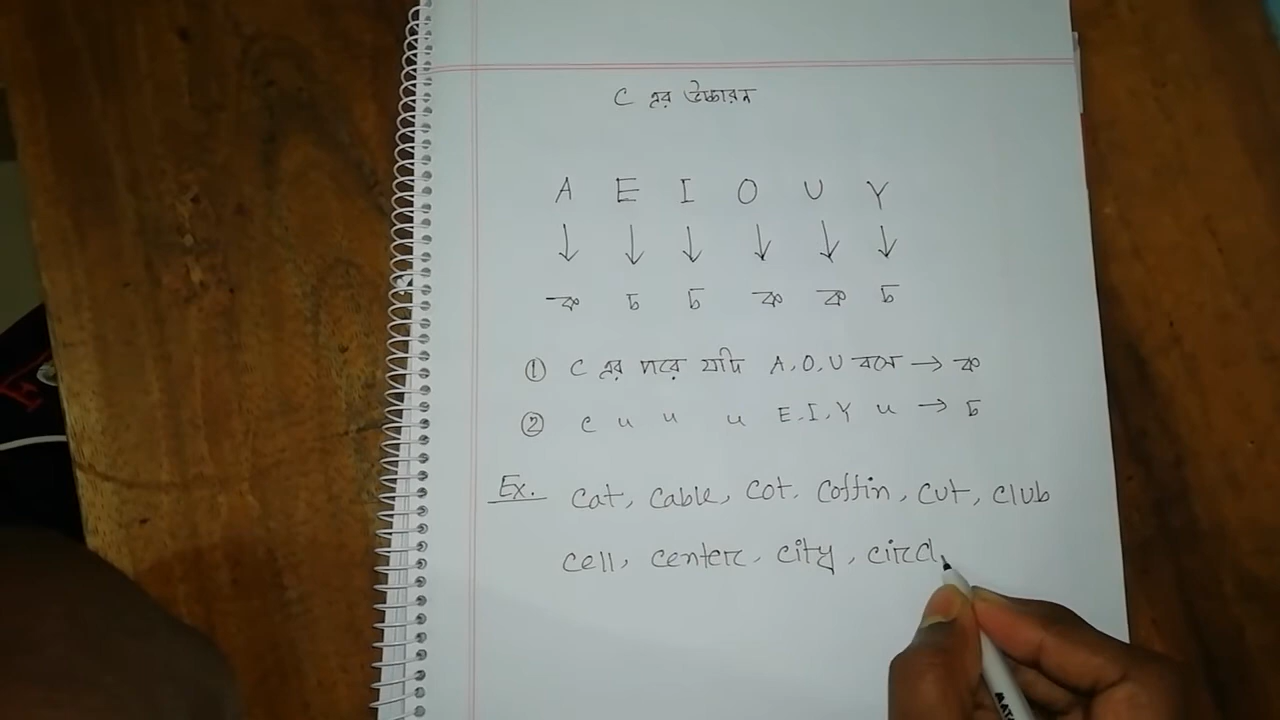 C এর উচ্চারন
A E I O U Y
↓ ↓ ↓ ↓ ↓ ↓
ক চ চ ক ক চ
① C এর পরে যদি A, O, U বসে → ক
② C " " " E, I, Y " → চ
Ex. Cat, Cable, Cot, Coffin, Cut, Club
Cell, Center, City, Circl